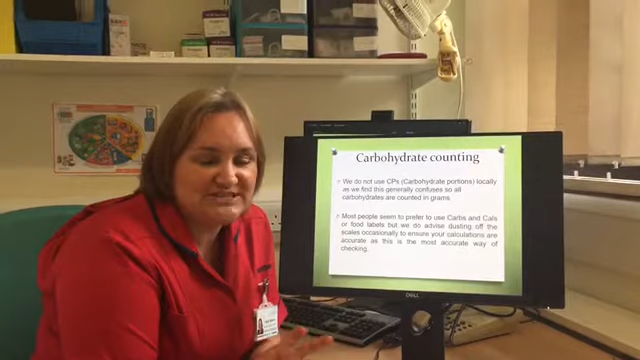 Carbohydrate counting
We do not use CPs (Carbohydrate portions) locally
as we find this generally confuses so all
carbohydrates are counted in grams.
Most people seem to prefer to use Carbs and Cals
or food labels but we do advise dusting off the
scales occasionally to ensure your calculations are
accurate as this is the most accurate way of
checking.
DELL